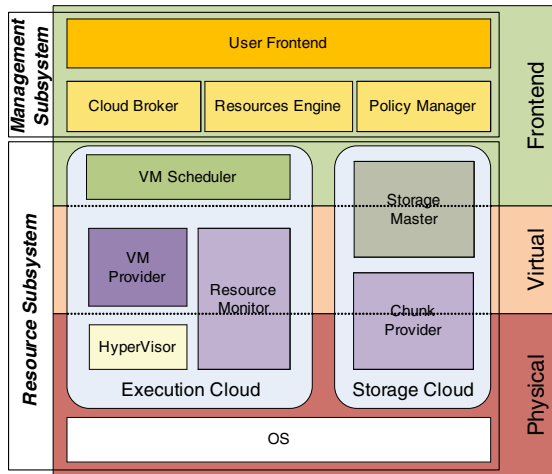 Management
Subsystem
User Frontend
Cloud Broker
Resources Engine
Policy Manager
Frontend
Resource Subsystem
VM Scheduler
Storage
Master
VM
Provider
Resource
Monitor
Virtual
Chunk
Provider
HyperVisor
Execution Cloud
Storage Cloud
Physical
OS